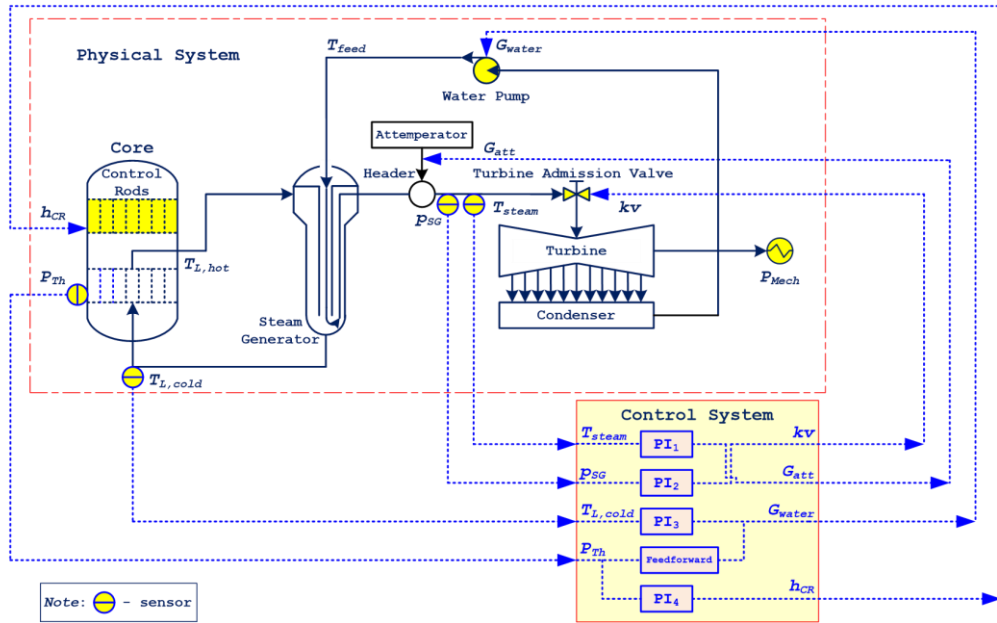 Physical System
T_feed
G_water
Water Pump
Attemperator
G_att
Core
Control
Rods
Header
Turbine Admission Valve
h_CR
p_SG
T_steam
kv
Turbine
T_L,hot
P_Th
P_Mech
Steam
Generator
Condenser
T_L,cold
Control System
T_steam
PI_1
kv
p_SG
PI_2
G_att
T_L,cold
PI_3
G_water
P_Th
Feedforward
PI_4
h_CR
Note: - sensor